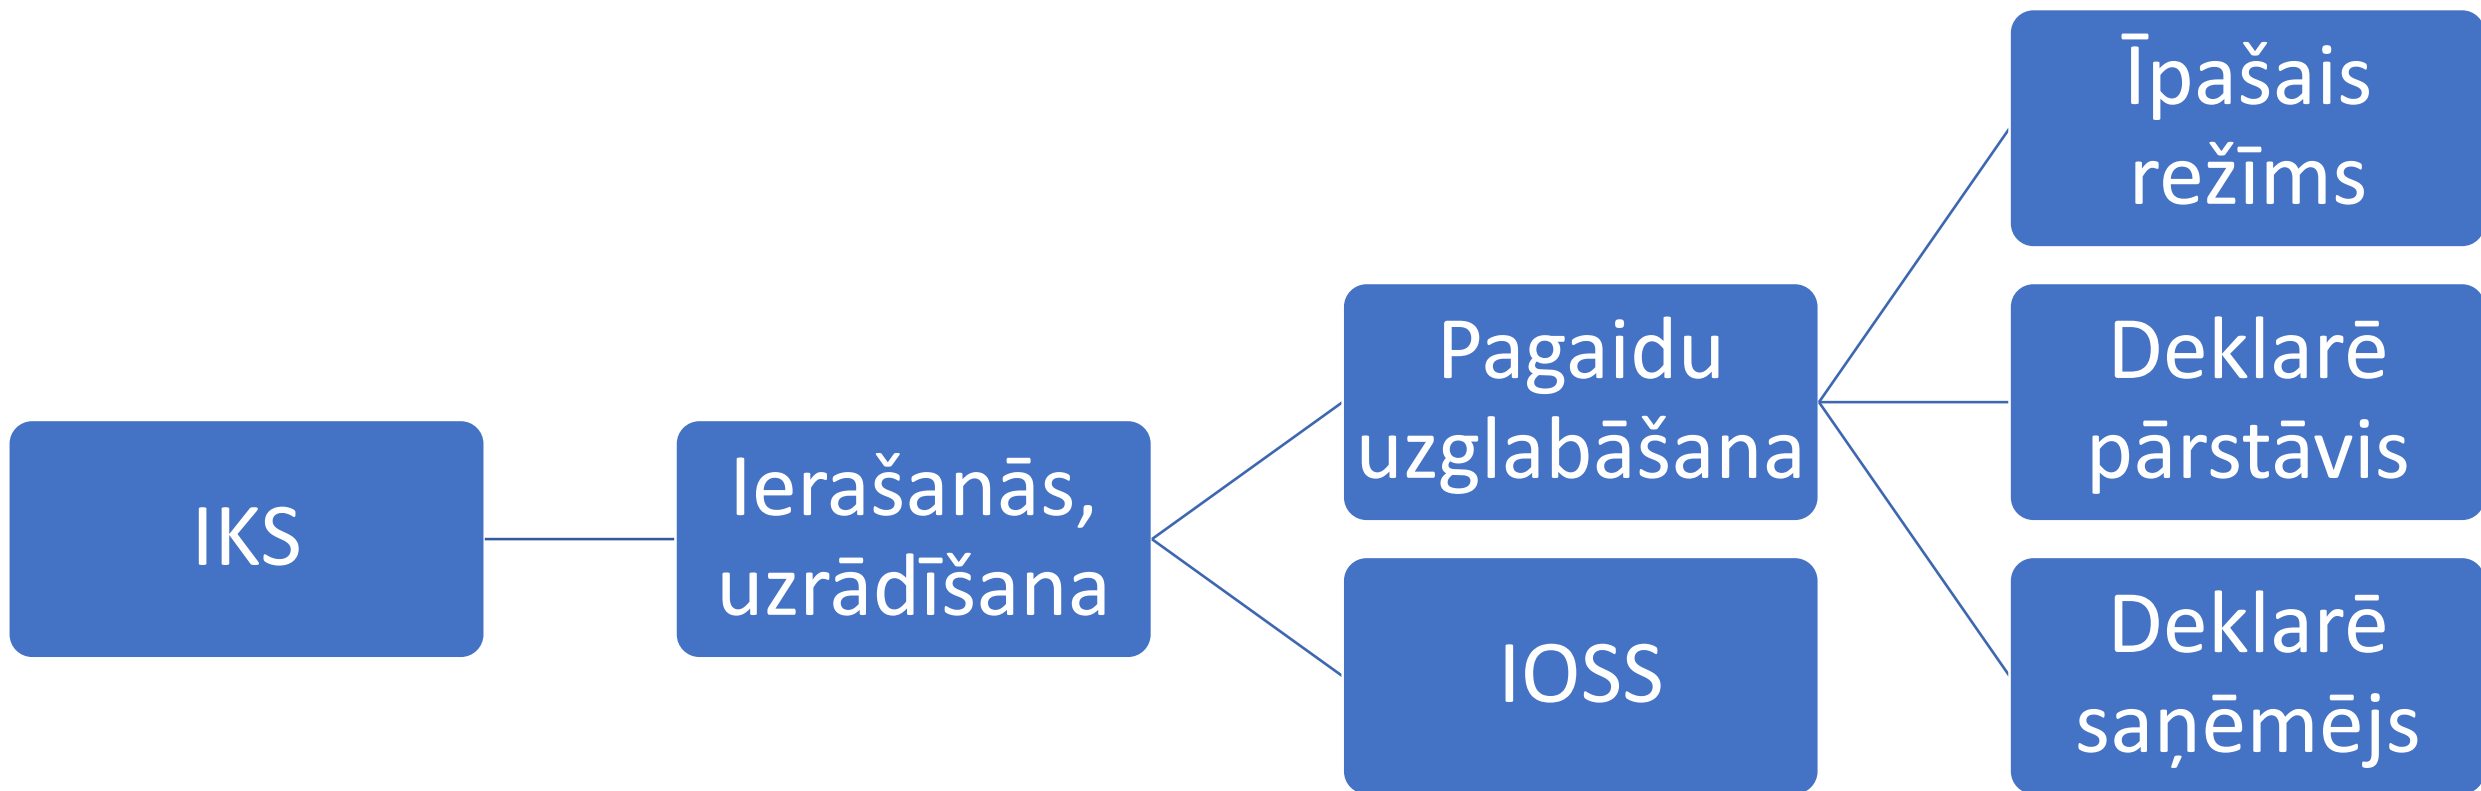 IKS
Ierašanās,
uzrādīšana
Pagaidu
uzglabāšana
IOSS
Īpašais
režīms
Deklarē
pārstāvis
Deklarē
saņēmējs